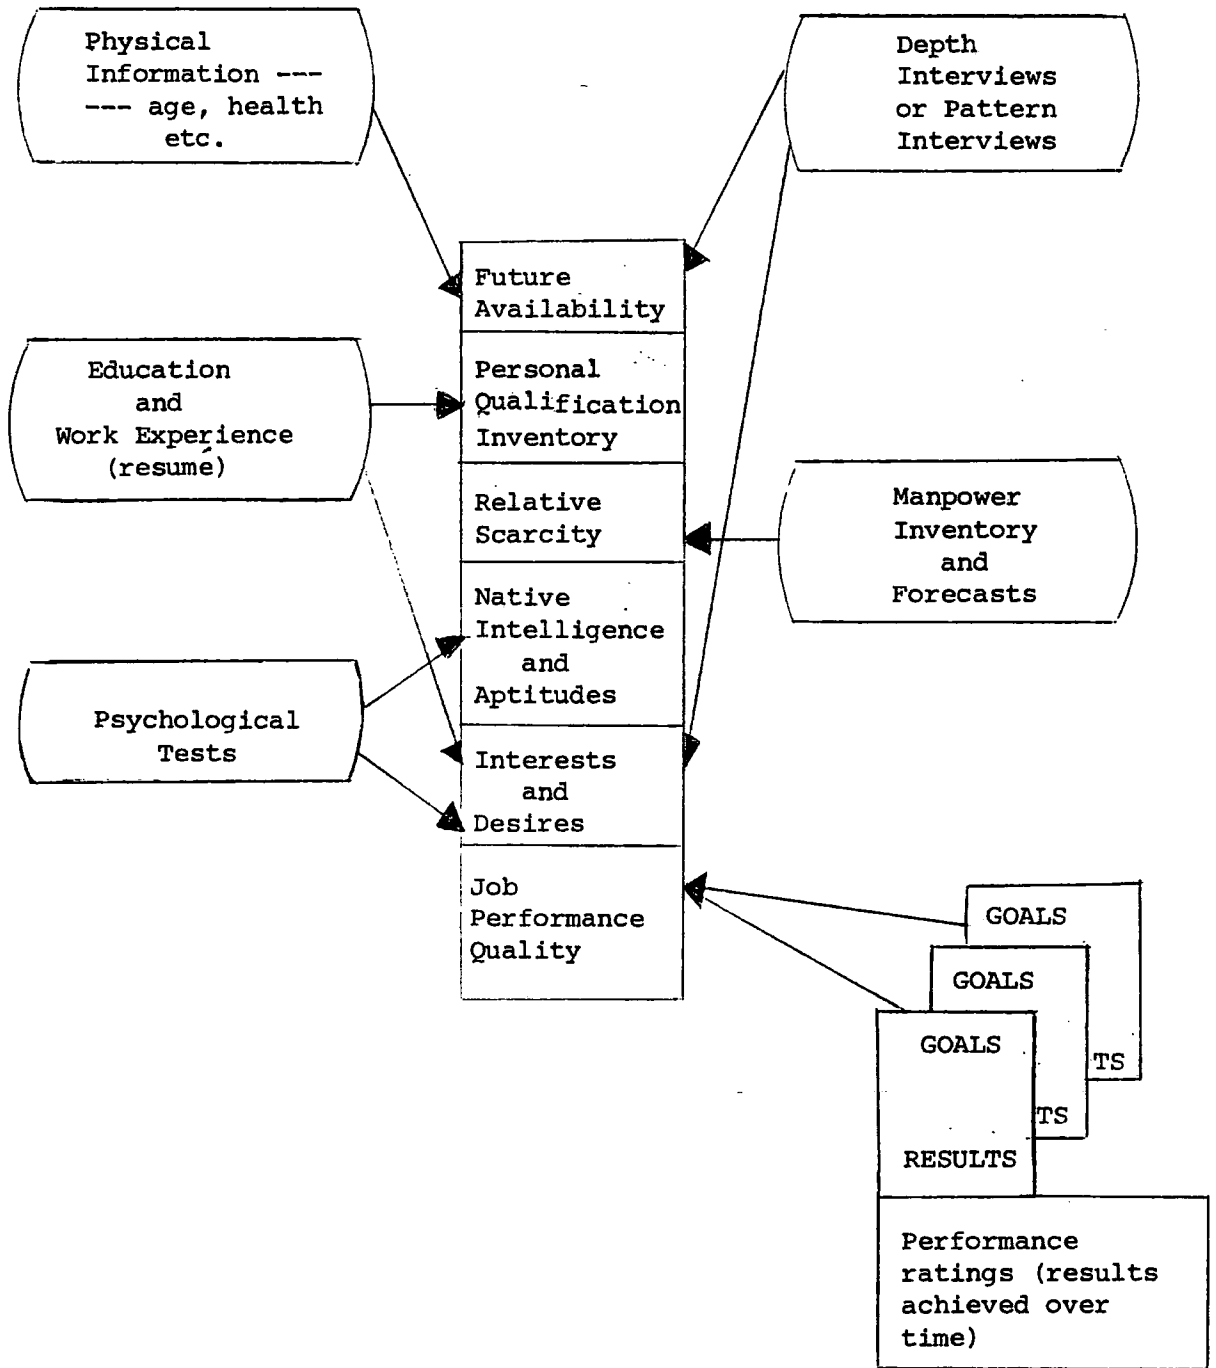 Physical
Information ---
--- age, health
etc.
Depth
Interviews
or Pattern
Interviews
Future
Availability
Education
and
Work Experience
(resumé)
Personal
Qualification
Inventory
Relative
Scarcity
Manpower
Inventory
and
Forecasts
Native
Intelligence
and
Aptitudes
Psychological
Tests
Interests
and
Desires
Job
Performance
Quality
GOALS
TS
GOALS
TS
GOALS
RESULTS
Performance
ratings (results
achieved over
time)